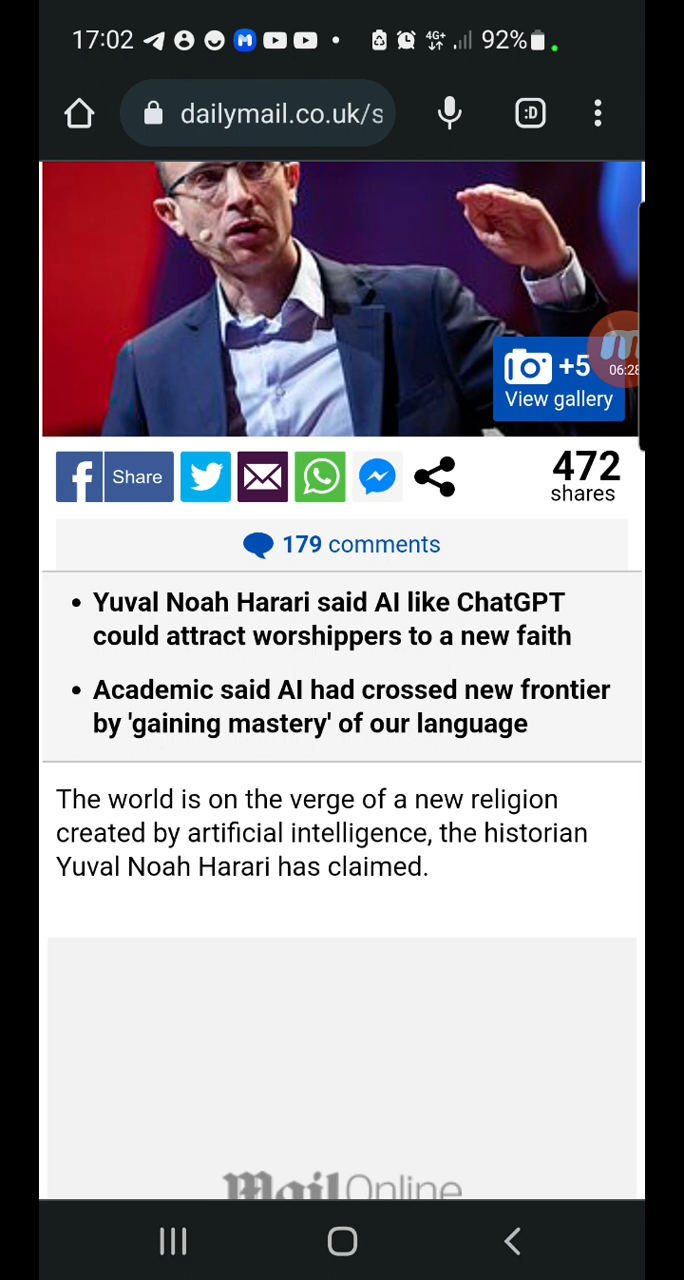 17:02
4G+
92%
dailymail.co.uk/s
:D
+5
View gallery
06:28
Share
472
shares
179 comments
• Yuval Noah Harari said AI like ChatGPT
could attract worshippers to a new faith
• Academic said AI had crossed new frontier
by 'gaining mastery' of our language
The world is on the verge of a new religion
created by artificial intelligence, the historian
Yuval Noah Harari has claimed.
Mail Online